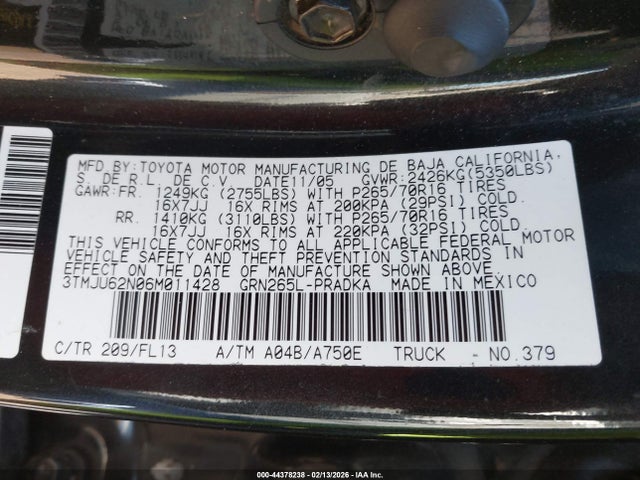 MFD.BY:TOYOTA MOTOR MANUFACTURING DE BAJA CALIFORNIA,
S. DE R.L. DE C.V. DATE11/05 GVWR:2426KG(5350LBS)
GAWR:FR. 1249KG (2755LBS) WITH P265/70R16 TIRES
16X7JJ 16X RIMS AT 200KPA (29PSI) COLD.
RR. 1410KG (3110LBS) WITH P265/70R16 TIRES
16X7JJ 16X RIMS AT 220KPA (32PSI) COLD.
THIS VEHICLE CONFORMS TO ALL APPLICABLE FEDERAL MOTOR
VEHICLE SAFETY AND THEFT PREVENTION STANDARDS IN
EFFECT ON THE DATE OF MANUFACTURE SHOWN ABOVE.
3TMJU62N06M011428 GRN265L-PRADKA MADE IN MEXICO
C/TR 209/FL13 A/TM A04B/A750E TRUCK - NO.379
000-44378238 - 02/13/2026 - IAA Inc.